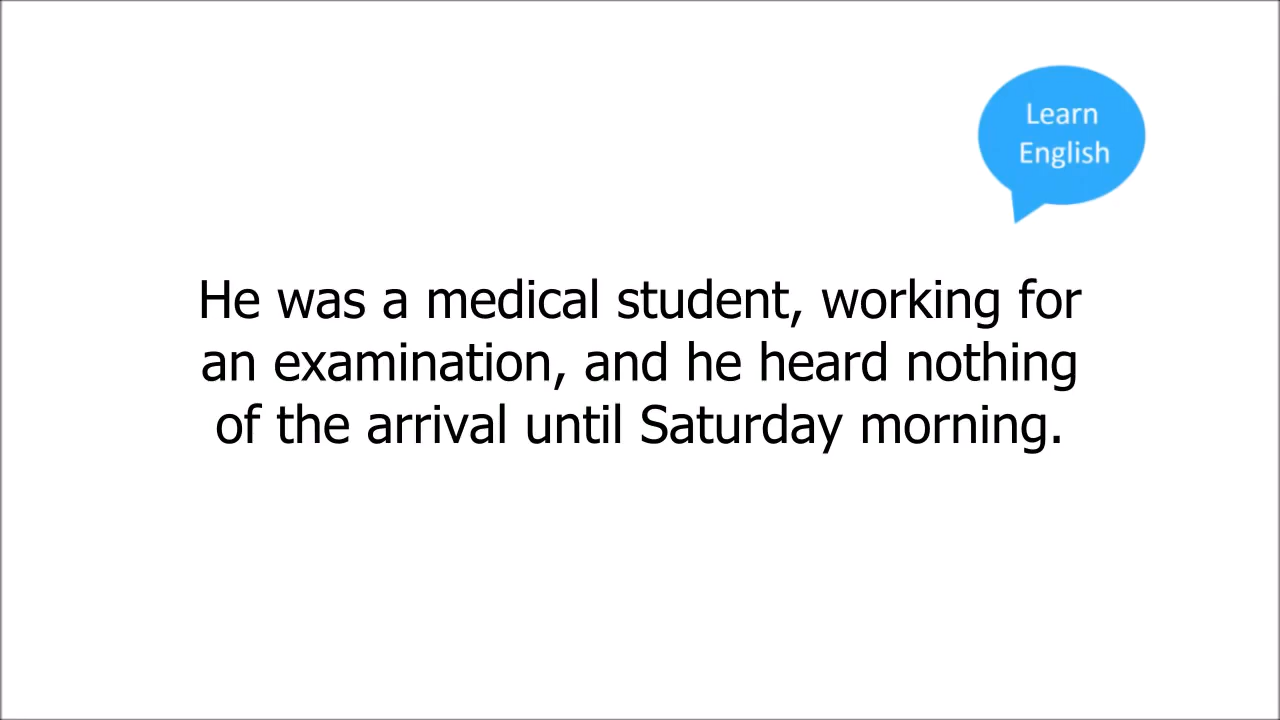 Learn
English
He was a medical student, working for
an examination, and he heard nothing
of the arrival until Saturday morning.